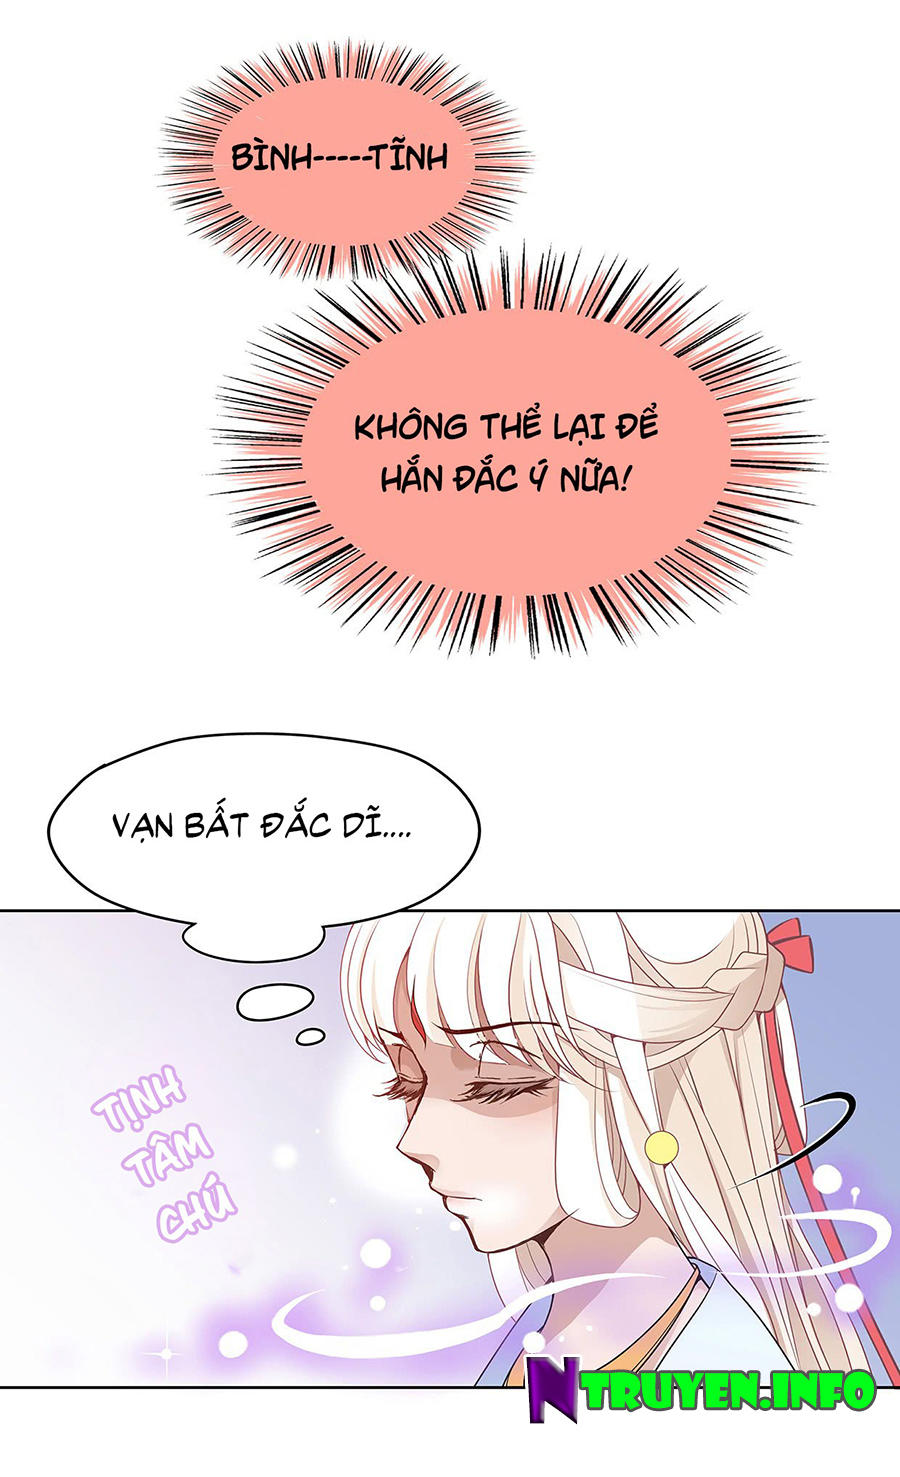 BÌNH-----TĨNH
KHÔNG THỂ LẠI ĐỂ
HẮN ĐẮC Ý NỮA!
VẠN BẤT ĐẮC DĨ....
TỊNH
TÂM
CHÚ
NTRUYEN.INFO